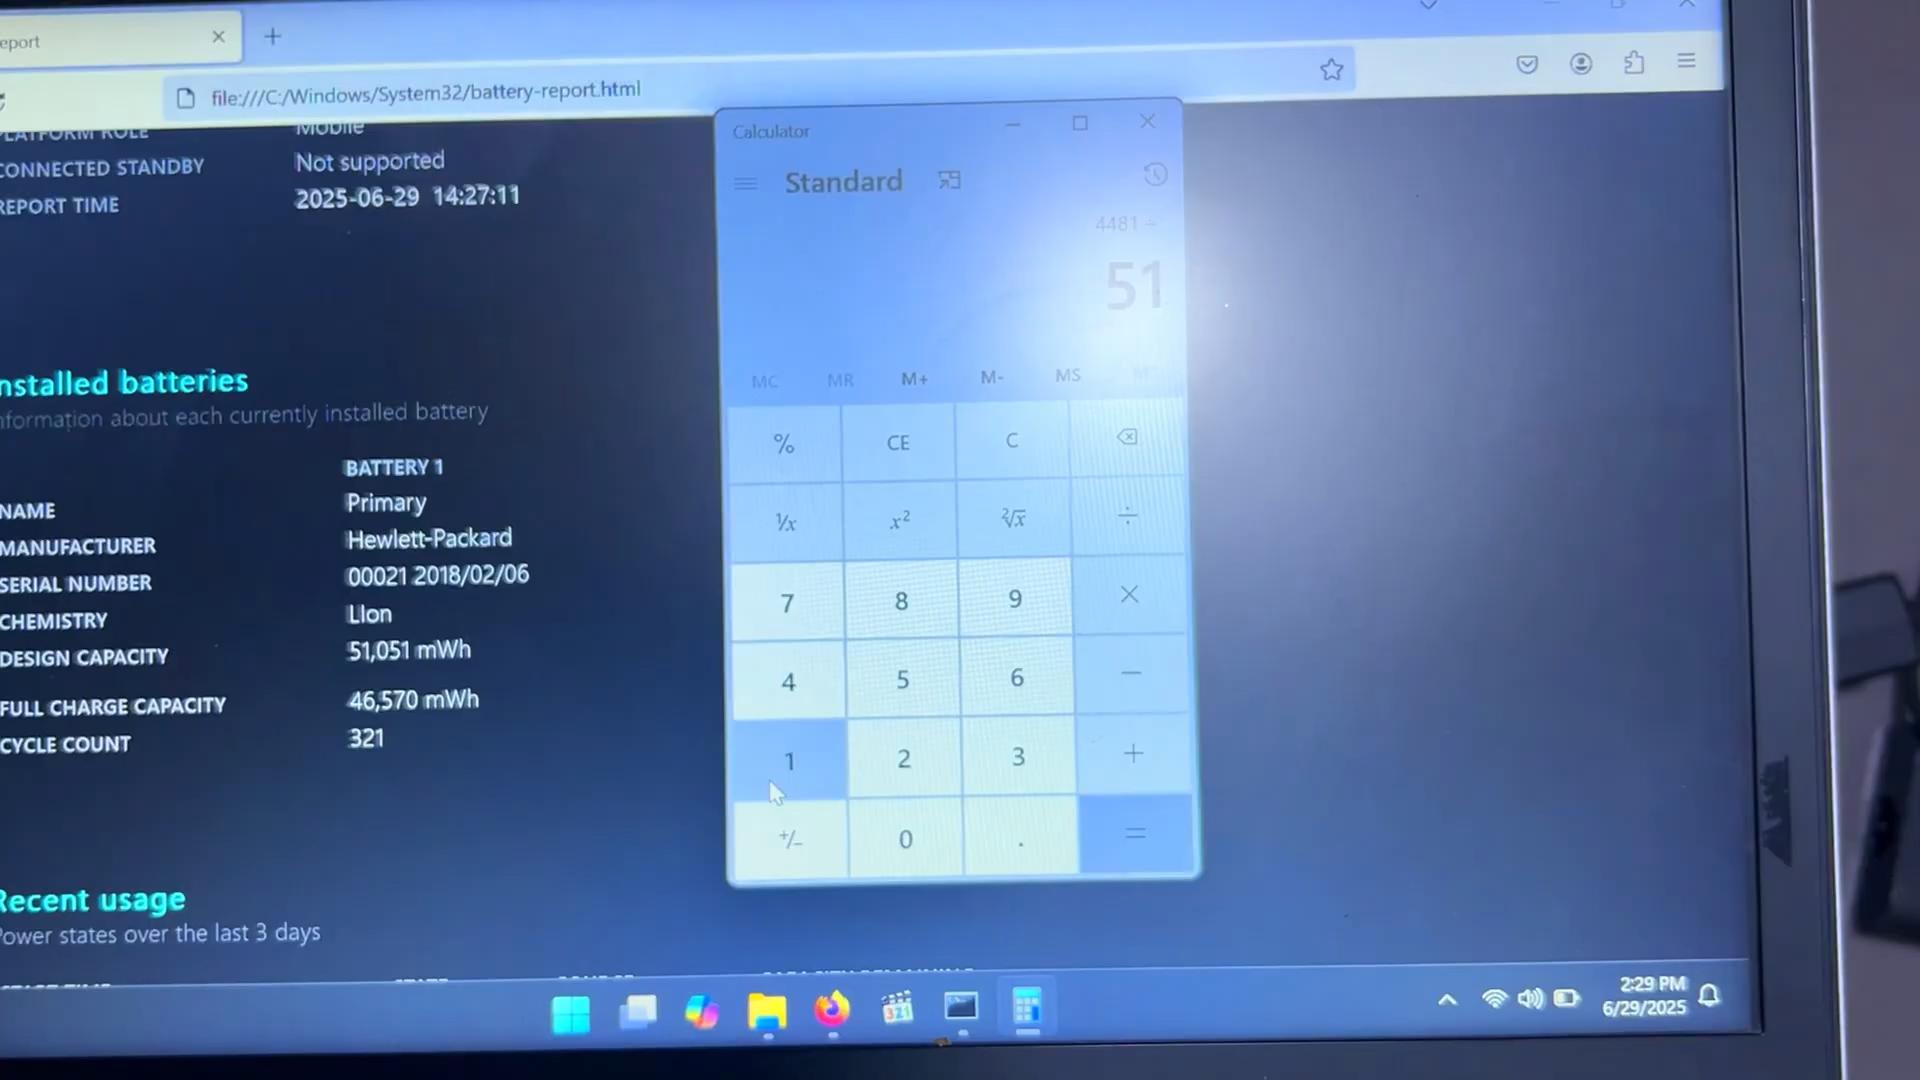 eport
file:///C:/Windows/System32/battery-report.html
PLATFORM ROLE Mobile
CONNECTED STANDBY Not supported
REPORT TIME 2025-06-29 14:27:11
nstalled batteries
nformation about each currently installed battery
BATTERY 1
NAME Primary
MANUFACTURER Hewlett-Packard
SERIAL NUMBER 00021 2018/02/06
CHEMISTRY LIon
DESIGN CAPACITY 51,051 mWh
FULL CHARGE CAPACITY 46,570 mWh
CYCLE COUNT 321
Recent usage
Power states over the last 3 days
Calculator
Standard
4481 ÷
51
MC MR M+ M- MS
% CE C
1/x x² ²√x ÷
7 8 9 ×
4 5 6 −
1 2 3 +
+/− 0 . =
321
2:29 PM
6/29/2025